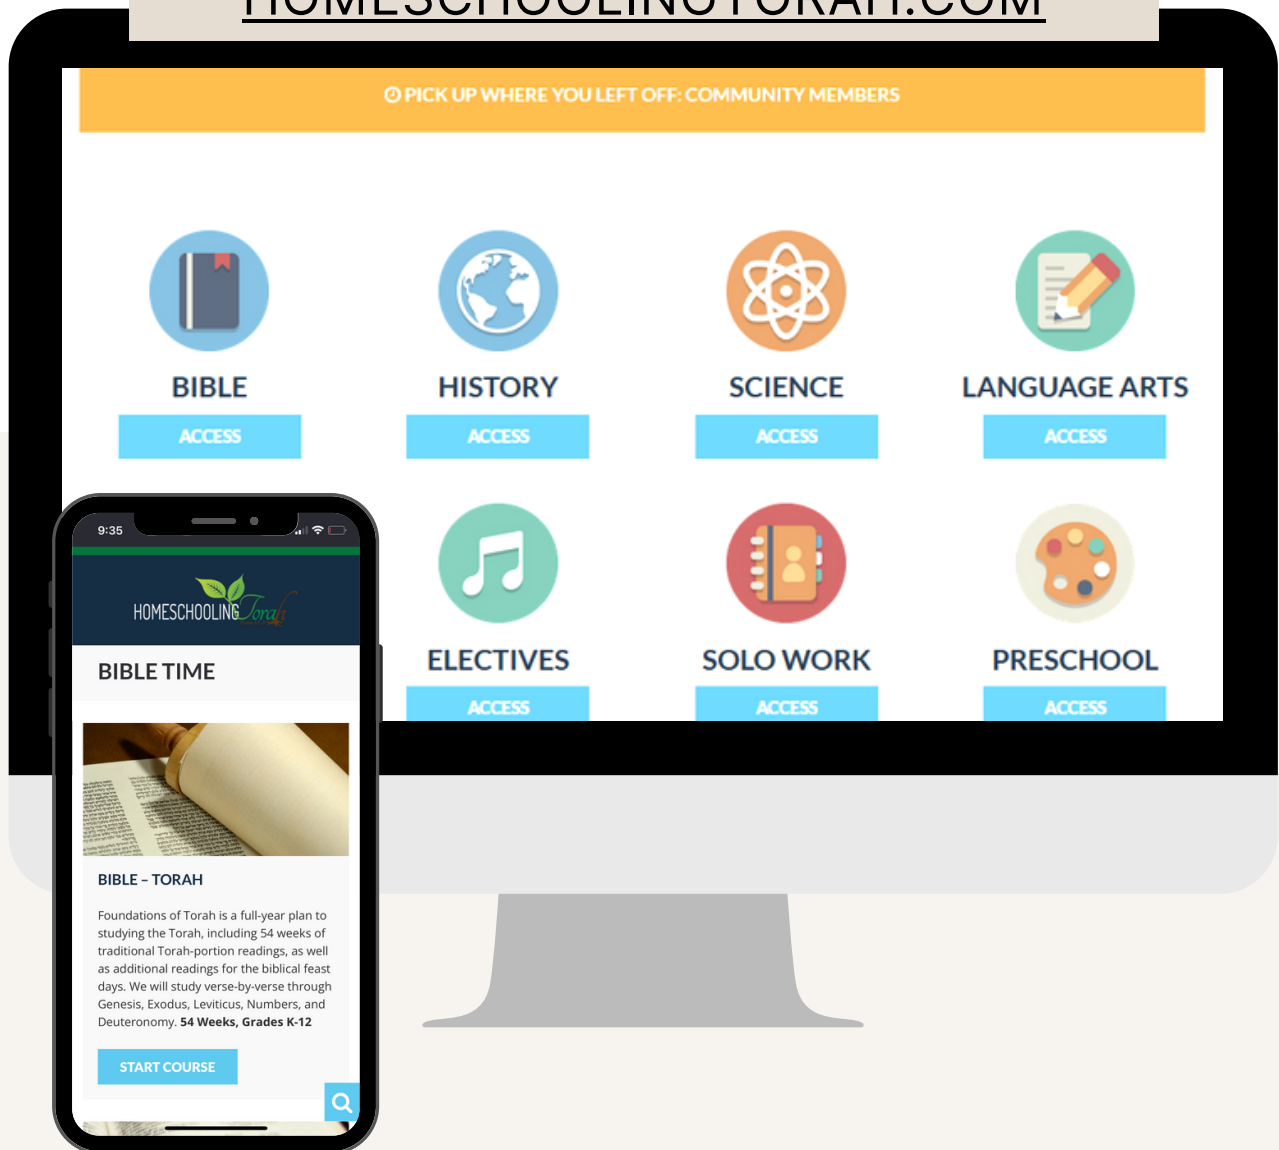 HOMESCHOOLINGTORAH.COM
PICK UP WHERE YOU LEFT OFF: COMMUNITY MEMBERS
BIBLE
HISTORY
SCIENCE
LANGUAGE ARTS
ACCESS
ACCESS
ACCESS
ACCESS
ELECTIVES
SOLO WORK
PRESCHOOL
ACCESS
ACCESS
ACCESS
9:35
HOMESCHOOLING Torah
BIBLE TIME
BIBLE – TORAH
Foundations of Torah is a full-year plan to
studying the Torah, including 54 weeks of
traditional Torah-portion readings, as well
as additional readings for the biblical feast
days. We will study verse-by-verse through
Genesis, Exodus, Leviticus, Numbers, and
Deuteronomy. 54 Weeks, Grades K-12
START COURSE